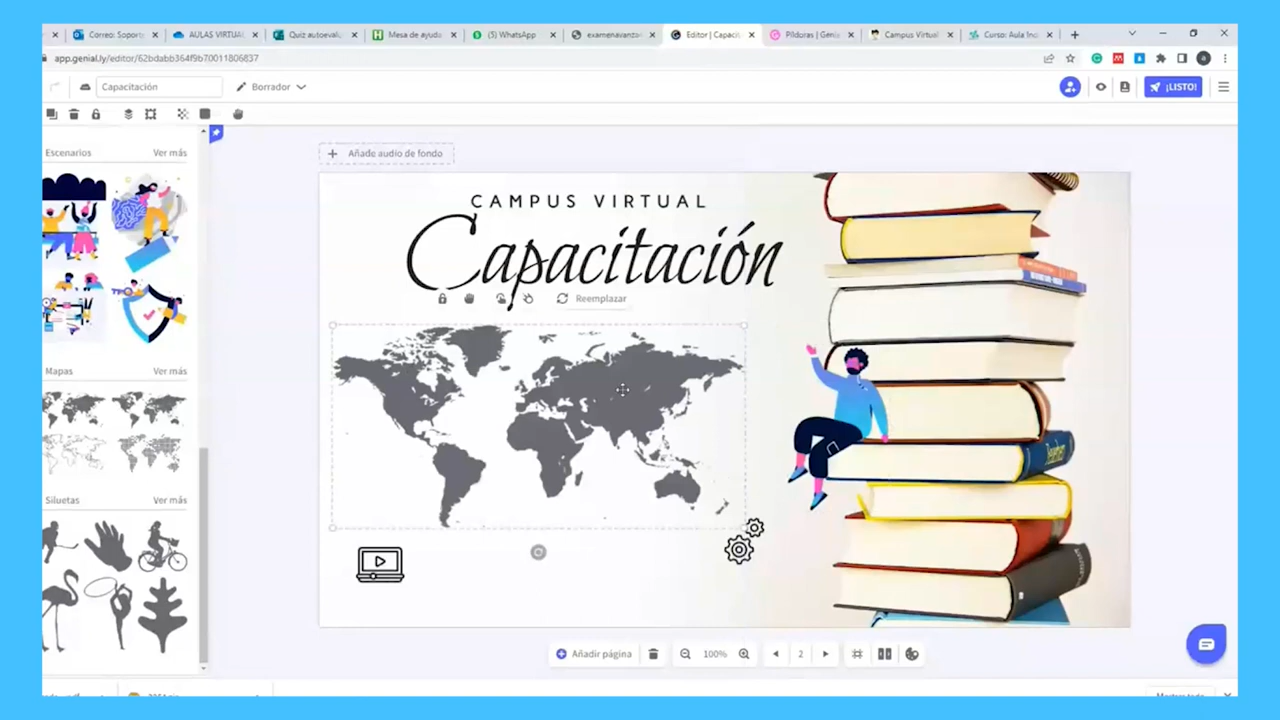 Correo: Soporte
AULAS VIRTUAL
Quiz autoevalu
Mesa de ayuda
(5) WhatsApp
examenavanza
Editor | Capacit
Píldoras | Genia
Campus Virtual
Curso: Aula Ino
app.genial.ly/editor/62bdabb364f9b70011806837
Capacitación
Borrador
¡LISTO!
Escenarios
Ver más
Añade audio de fondo
CAMPUS VIRTUAL
Capacitación
Reemplazar
Mapas
Ver más
Siluetas
Ver más
Añadir página
100%
2